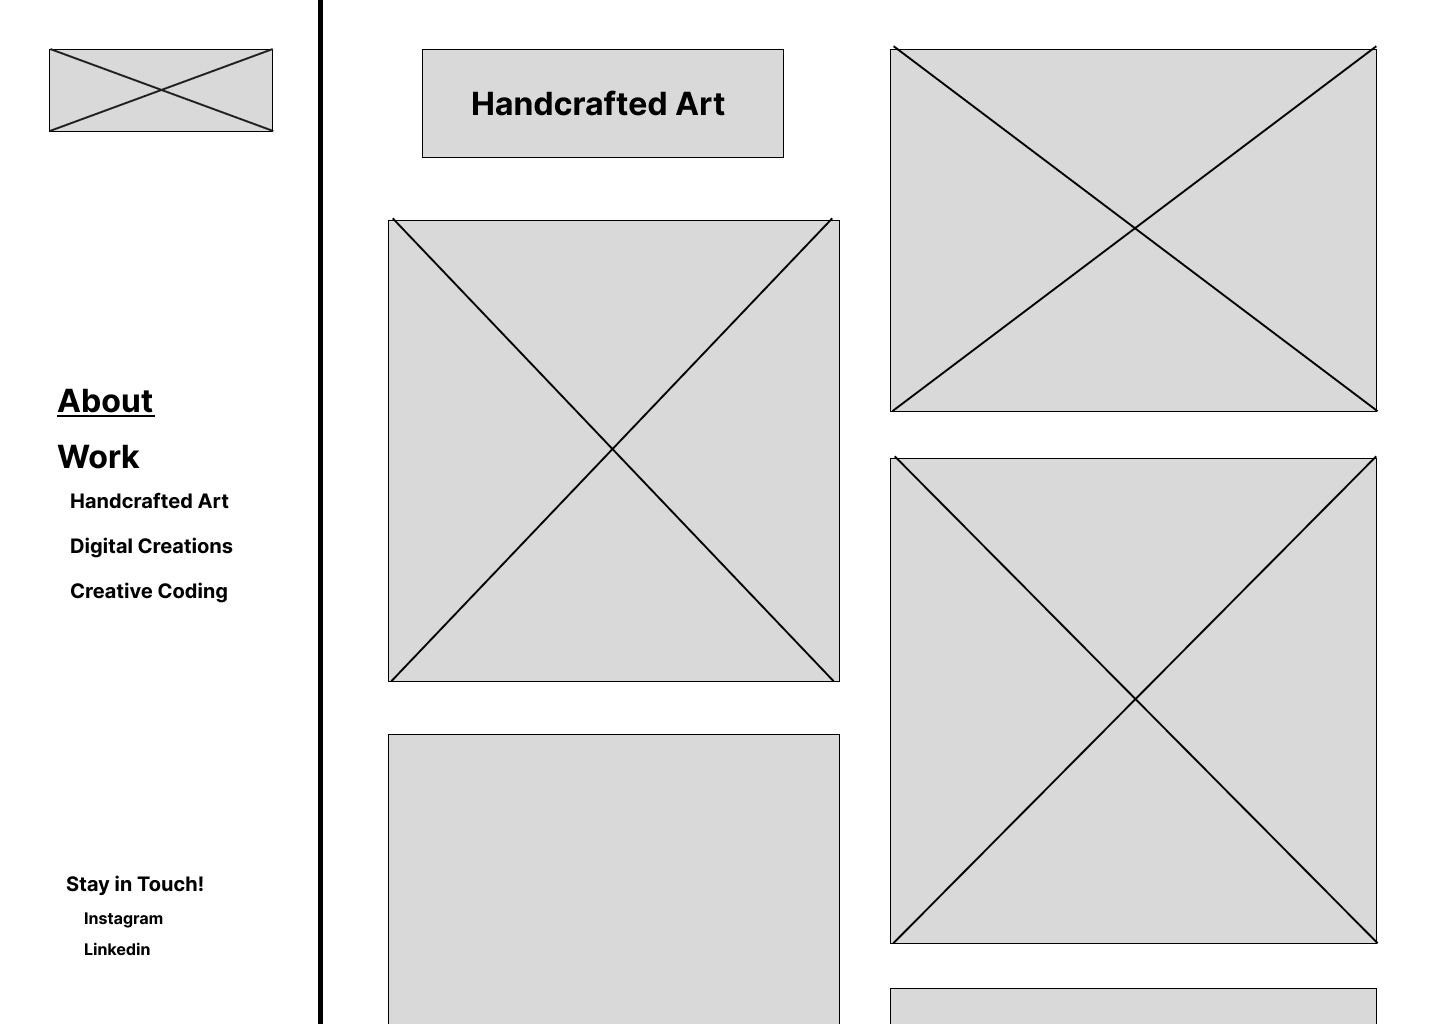 About
Work
Handcrafted Art
Digital Creations
Creative Coding
Stay in Touch!
Instagram
Linkedin
Handcrafted Art